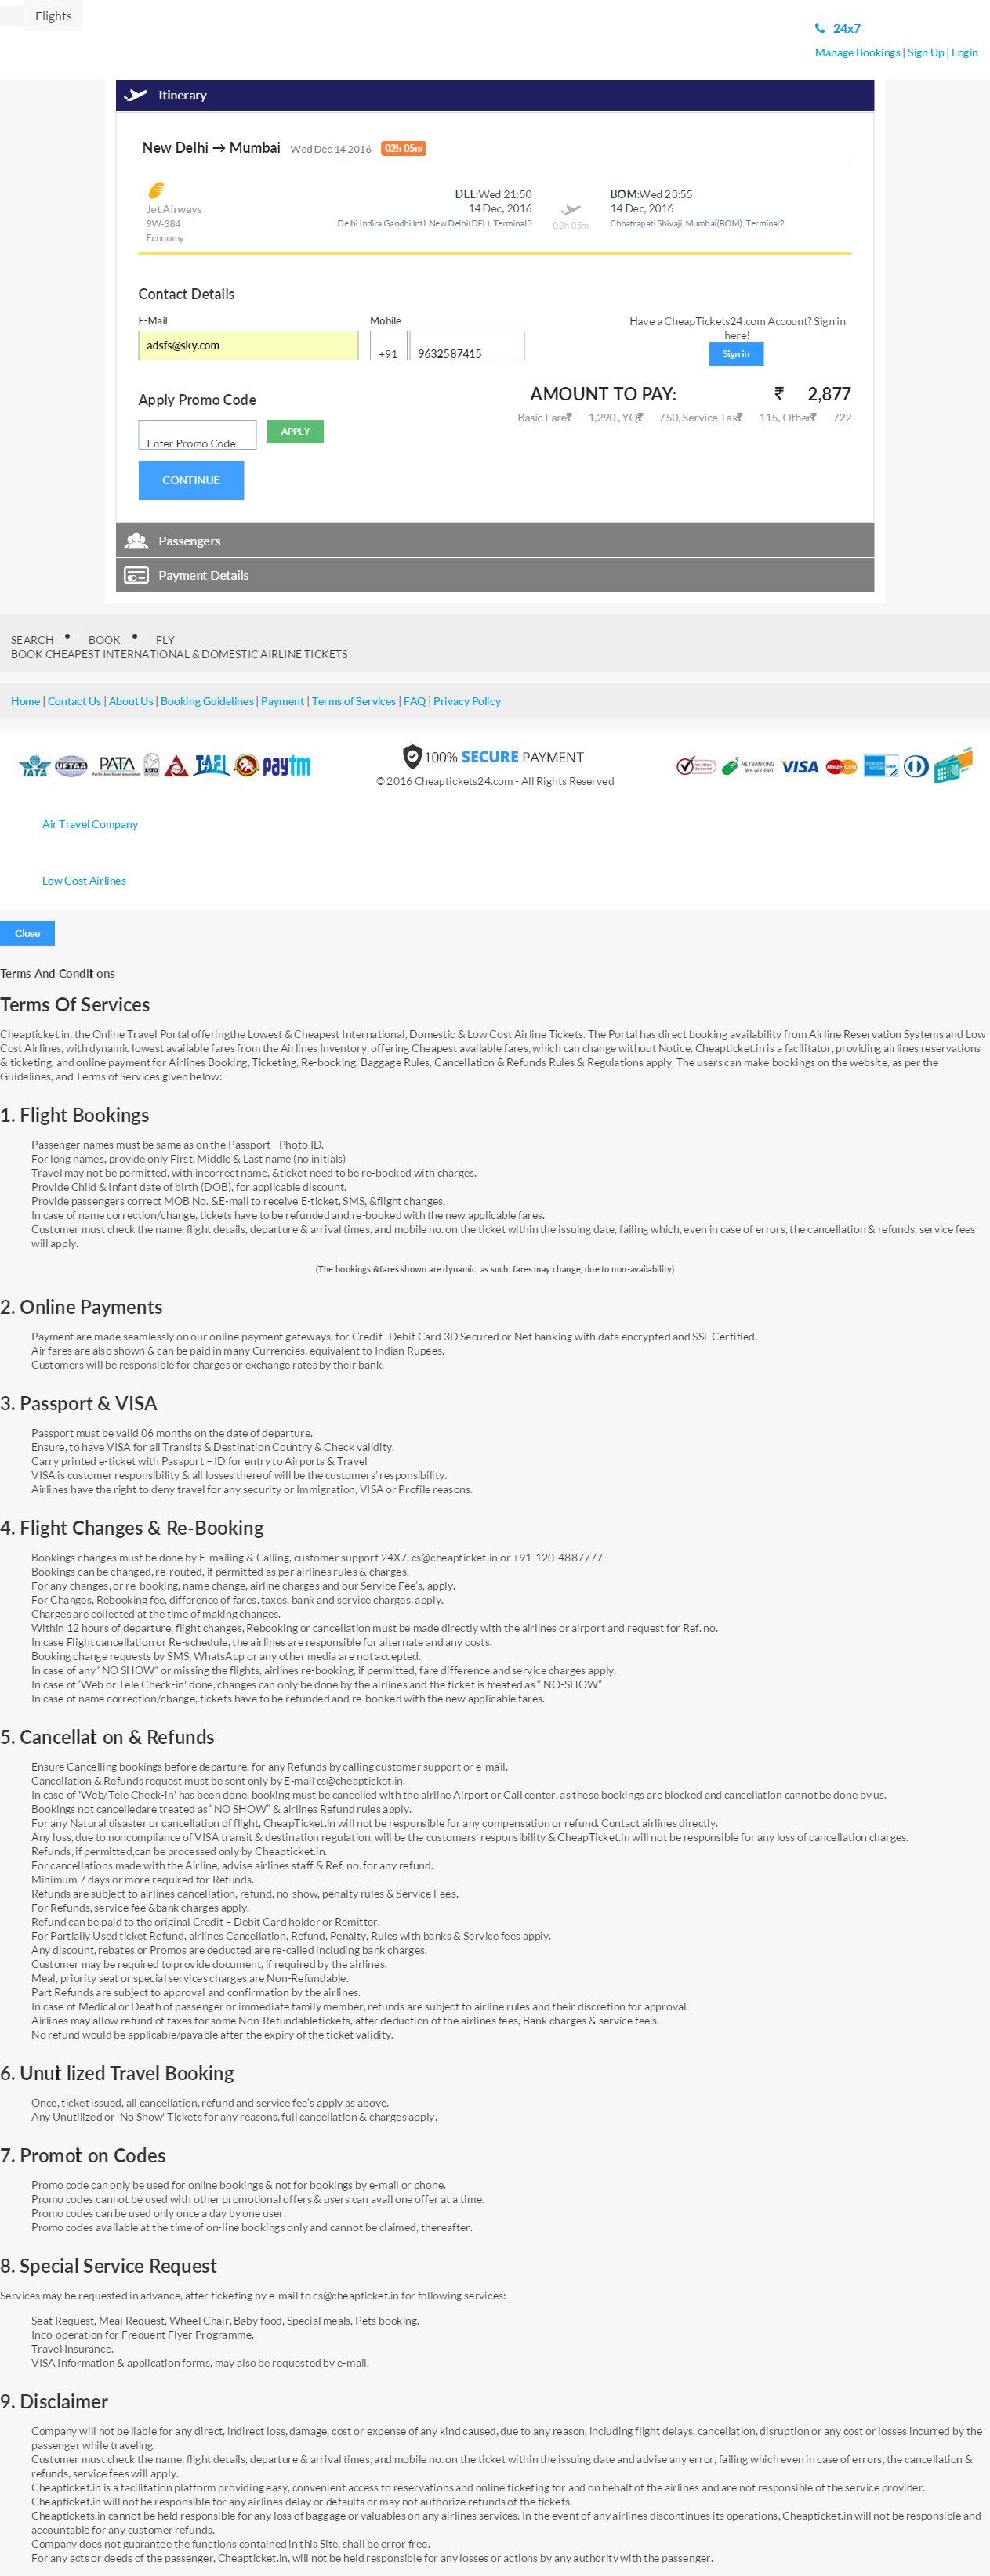 Flights
24x7
Manage Bookings | Sign Up | Login
Itinerary
New Delhi → Mumbai Wed Dec 14 2016 02h 05m
Jet Airways
9W-384
Economy
DEL:Wed 21:50
14 Dec, 2016
Delhi Indira Gandhi Intl, New Delhi(DEL), Terminal3
02h 05m
BOM:Wed 23:55
14 Dec, 2016
Chhatrapati Shivaji, Mumbai(BOM), Terminal2
Contact Details
E-Mail
adsfs@sky.com
Mobile
+91 9632587415
Have a CheapTickets24.com Account? Sign in
here!
Sign in
Apply Promo Code
Enter Promo Code
APPLY
AMOUNT TO PAY: ₹ 2,877
Basic Fare₹ 1,290 , YQ₹ 750, Service Tax₹ 115, Other₹ 722
CONTINUE
Passengers
Payment Details
SEARCH • BOOK • FLY
BOOK CHEAPEST INTERNATIONAL & DOMESTIC AIRLINE TICKETS
Home | Contact Us | About Us | Booking Guidelines | Payment | Terms of Services | FAQ | Privacy Policy
IATA UFTAA PATA TAFI paytm
100% SECURE PAYMENT
© 2016 Cheaptickets24.com - All Rights Reserved
NETBANKING WE ACCEPT VISA MasterCard
Air Travel Company
Low Cost Airlines
Close
Terms And Condit ons
Terms Of Services
Cheapticket.in, the Online Travel Portal offeringthe Lowest & Cheapest International, Domestic & Low Cost Airline Tickets. The Portal has direct booking availability from Airline Reservation Systems and Low
Cost Airlines, with dynamic lowest available fares from the Airlines Inventory, offering Cheapest available fares, which can change without Notice. Cheapticket.in is a facilitator, providing airlines reservations
& ticketing, and online payment for Airlines Booking, Ticketing, Re-booking, Baggage Rules, Cancellation & Refunds Rules & Regulations apply. The users can make bookings on the website, as per the
Guidelines, and Terms of Services given below:
1. Flight Bookings
Passenger names must be same as on the Passport - Photo ID.
For long names, provide only First, Middle & Last name (no initials)
Travel may not be permitted, with incorrect name, &ticket need to be re-booked with charges.
Provide Child & Infant date of birth (DOB), for applicable discount.
Provide passengers correct MOB No. &E-mail to receive E-ticket, SMS, &flight changes.
In case of name correction/change, tickets have to be refunded and re-booked with the new applicable fares.
Customer must check the name, flight details, departure & arrival times, and mobile no. on the ticket within the issuing date, failing which, even in case of errors, the cancellation & refunds, service fees
will apply.
(The bookings &fares shown are dynamic, as such, fares may change, due to non-availability)
2. Online Payments
Payment are made seamlessly on our online payment gateways, for Credit- Debit Card 3D Secured or Net banking with data encrypted and SSL Certified.
Air fares are also shown & can be paid in many Currencies, equivalent to Indian Rupees.
Customers will be responsible for charges or exchange rates by their bank.
3. Passport & VISA
Passport must be valid 06 months on the date of departure.
Ensure, to have VISA for all Transits & Destination Country & Check validity.
Carry printed e-ticket with Passport – ID for entry to Airports & Travel
VISA is customer responsibility & all losses thereof will be the customers' responsibility.
Airlines have the right to deny travel for any security or Immigration, VISA or Profile reasons.
4. Flight Changes & Re-Booking
Bookings changes must be done by E-mailing & Calling, customer support 24X7, cs@cheapticket.in or +91-120-4887777.
Bookings can be changed, re-routed, if permitted as per airlines rules & charges.
For any changes, or re-booking, name change, airline charges and our Service Fee's, apply.
For Changes, Rebooking fee, difference of fares, taxes, bank and service charges, apply.
Charges are collected at the time of making changes.
Within 12 hours of departure, flight changes, Rebooking or cancellation must be made directly with the airlines or airport and request for Ref. no.
In case Flight cancellation or Re-schedule, the airlines are responsible for alternate and any costs.
Booking change requests by SMS, WhatsApp or any other media are not accepted.
In case of any “NO SHOW” or missing the flights, airlines re-booking, if permitted, fare difference and service charges apply.
In case of 'Web or Tele Check-in' done, changes can only be done by the airlines and the ticket is treated as “ NO-SHOW”
In case of name correction/change, tickets have to be refunded and re-booked with the new applicable fares.
5. Cancellat on & Refunds
Ensure Cancelling bookings before departure, for any Refunds by calling customer support or e-mail.
Cancellation & Refunds request must be sent only by E-mail cs@cheapticket.in.
In case of 'Web/Tele Check-in' has been done, booking must be cancelled with the airline Airport or Call center, as these bookings are blocked and cancellation cannot be done by us.
Bookings not cancelledare treated as “NO SHOW” & airlines Refund rules apply.
For any Natural disaster or cancellation of flight, CheapTicket.in will not be responsible for any compensation or refund. Contact airlines directly.
Any loss, due to noncompliance of VISA transit & destination regulation, will be the customers' responsibility & CheapTicket.in will not be responsible for any loss of cancellation charges.
Refunds, if permitted,can be processed only by Cheapticket.in.
For cancellations made with the Airline, advise airlines staff & Ref. no. for any refund.
Minimum 7 days or more required for Refunds.
Refunds are subject to airlines cancellation, refund, no-show, penalty rules & Service Fees.
For Refunds, service fee &bank charges apply.
Refund can be paid to the original Credit – Debit Card holder or Remitter.
For Partially Used ticket Refund, airlines Cancellation, Refund, Penalty, Rules with banks & Service fees apply.
Any discount, rebates or Promos are deducted are re-called including bank charges.
Customer may be required to provide document, if required by the airlines.
Meal, priority seat or special services charges are Non-Refundable.
Part Refunds are subject to approval and confirmation by the airlines.
In case of Medical or Death of passenger or immediate family member, refunds are subject to airline rules and their discretion for approval.
Airlines may allow refund of taxes for some Non-Refundabletickets, after deduction of the airlines fees, Bank charges & service fee's.
No refund would be applicable/payable after the expiry of the ticket validity.
6. Unut lized Travel Booking
Once, ticket issued, all cancellation, refund and service fee's apply as above.
Any Unutilized or 'No Show' Tickets for any reasons, full cancellation & charges apply.
7. Promot on Codes
Promo code can only be used for online bookings & not for bookings by e-mail or phone.
Promo codes cannot be used with other promotional offers & users can avail one offer at a time.
Promo codes can be used only once a day by one user.
Promo codes available at the time of on-line bookings only and cannot be claimed, thereafter.
8. Special Service Request
Services may be requested in advance, after ticketing by e-mail to cs@cheapticket.in for following services:
Seat Request, Meal Request, Wheel Chair, Baby food, Special meals, Pets booking.
Inco-operation for Frequent Flyer Programme.
Travel Insurance.
VISA Information & application forms, may also be requested by e-mail.
9. Disclaimer
Company will not be liable for any direct, indirect loss, damage, cost or expense of any kind caused, due to any reason, including flight delays, cancellation, disruption or any cost or losses incurred by the
passenger while traveling.
Customer must check the name, flight details, departure & arrival times, and mobile no. on the ticket within the issuing date and advise any error, failing which even in case of errors, the cancellation &
refunds, service fees will apply.
Cheapticket.in is a facilitation platform providing easy, convenient access to reservations and online ticketing for and on behalf of the airlines and are not responsible of the service provider.
Cheapticket.in will not be responsible for any airlines delay or defaults or may not authorize refunds of the tickets.
Cheaptickets.in cannot be held responsible for any loss of baggage or valuables on any airlines services. In the event of any airlines discontinues its operations, Cheapticket.in will not be responsible and
accountable for any customer refunds.
Company does not guarantee the functions contained in this Site, shall be error free.
For any acts or deeds of the passenger, Cheapticket.in, will not be held responsible for any losses or actions by any authority with the passenger.